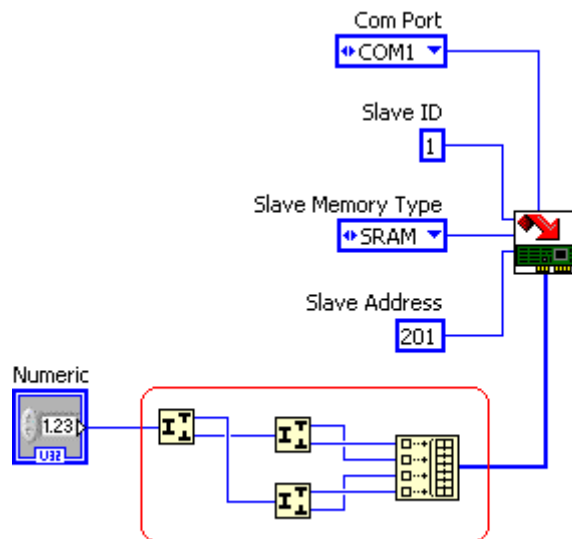 Com Port
COM1
Slave ID
1
Slave Memory Type
SRAM
Slave Address
201
Numeric
1.23
U32